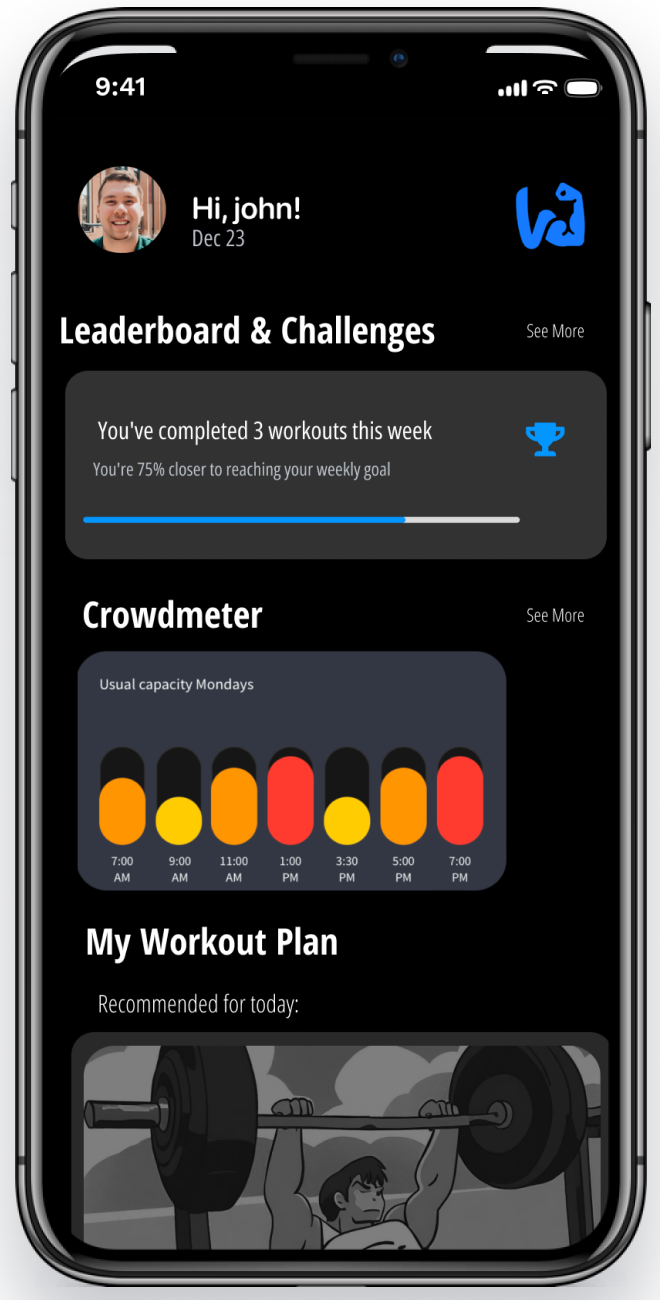 9:41
Hi, john!
Dec 23
Leaderboard & Challenges
See More
You've completed 3 workouts this week
You're 75% closer to reaching your weekly goal
Crowdmeter
See More
Usual capacity Mondays
7:00 AM
9:00 AM
11:00 AM
1:00 PM
3:30 PM
5:00 PM
7:00 PM
My Workout Plan
Recommended for today: